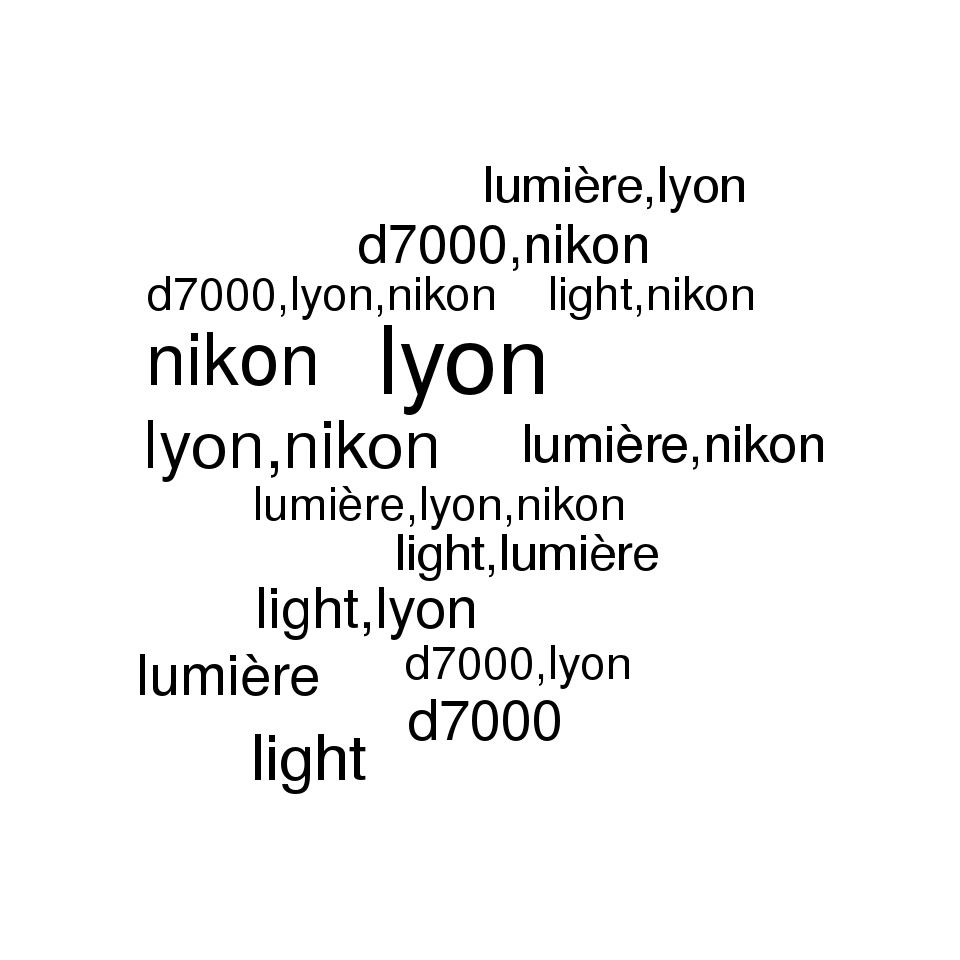 lumière,lyon
d7000,nikon
d7000,lyon,nikon light,nikon
nikon lyon
lyon,nikon lumière,nikon
lumière,lyon,nikon
light,lumière
light,lyon
lumière d7000,lyon
d7000
light